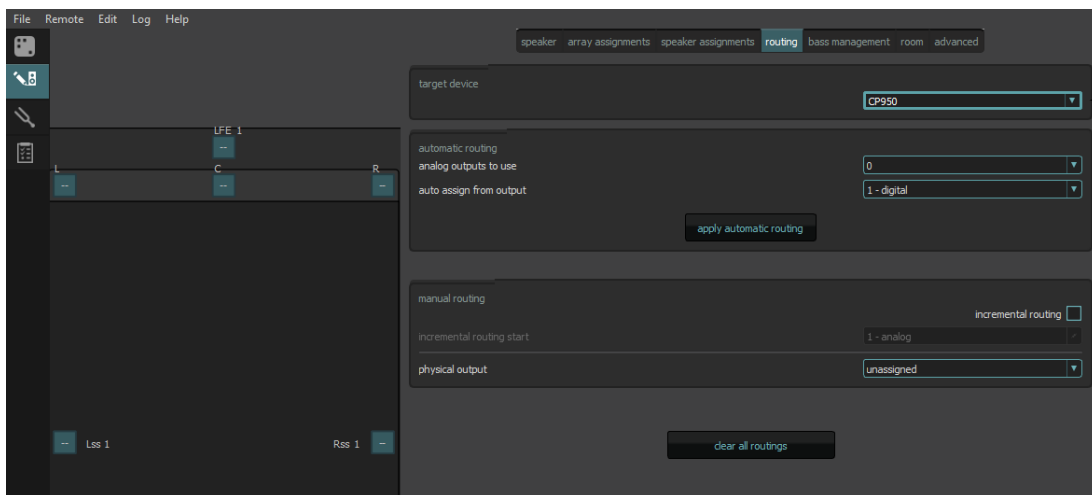 File Remote Edit Log Help
speaker array assignments speaker assignments routing bass management room advanced
target device
CP950
LFE 1
--
L C R
-- -- --
automatic routing
analog outputs to use 0
auto assign from output 1 - digital
apply automatic routing
manual routing
incremental routing
incremental routing start 1 - analog
physical output unassigned
-- Lss 1 Rss 1 --
clear all routings